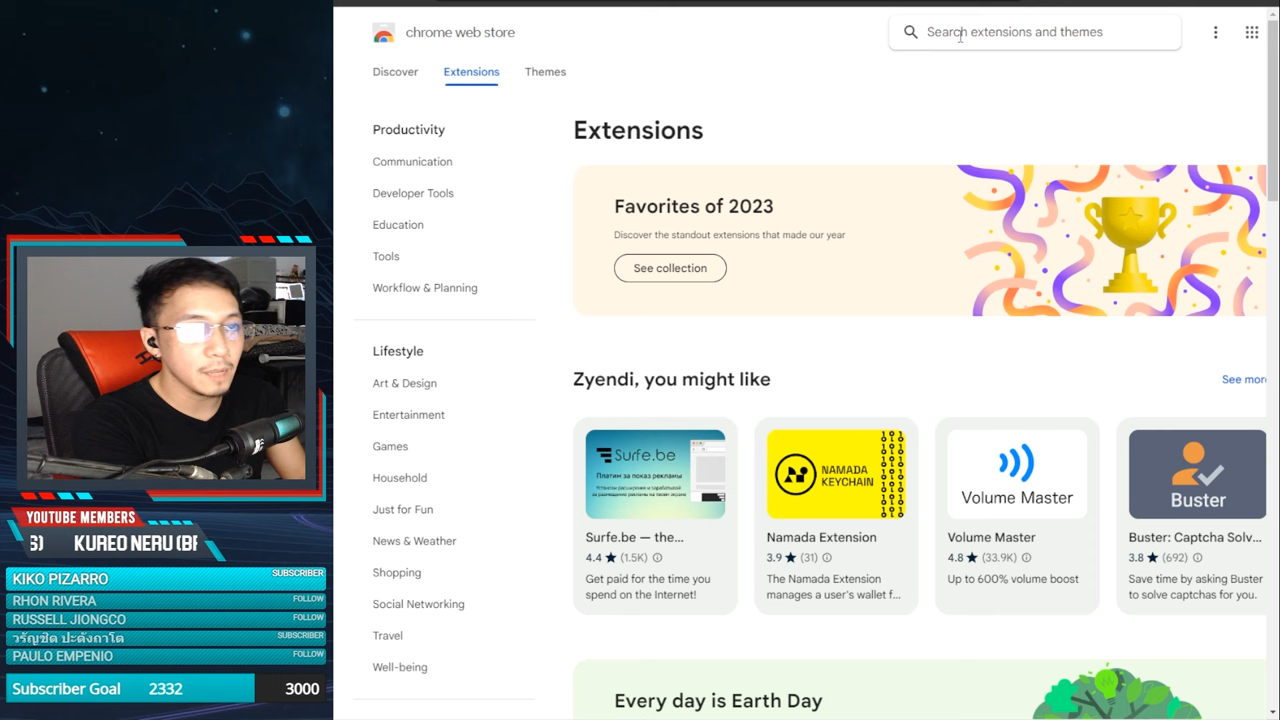 chrome web store
Search extensions and themes
Discover
Extensions
Themes
Productivity
Communication
Developer Tools
Education
Tools
Workflow & Planning
Lifestyle
Art & Design
Entertainment
Games
Household
Just for Fun
News & Weather
Shopping
Social Networking
Travel
Well-being
Extensions
Favorites of 2023
Discover the standout extensions that made our year
See collection
Zyendi, you might like
See more
Surfe.be
Платим за показ рекламы
Surfe.be — the...
4.4 ★ (1.5K)
Get paid for the time you
spend on the Internet!
NAMADA
KEYCHAIN
Namada Extension
3.9 ★ (31)
The Namada Extension
manages a user's wallet f...
Volume Master
Volume Master
4.8 ★ (33.9K)
Up to 600% volume boost
Buster
Buster: Captcha Solv...
3.8 ★ (692)
Save time by asking Buster
to solve captchas for you.
Every day is Earth Day
YOUTUBE MEMBERS
S) KUREO NERU (BR
KIKO PIZARRO
SUBSCRIBER
RHON RIVERA
FOLLOW
RUSSELL JIONGCO
FOLLOW
วรัญชิต ปะตังกาโต
SUBSCRIBER
PAULO EMPENIO
FOLLOW
Subscriber Goal 2332 3000